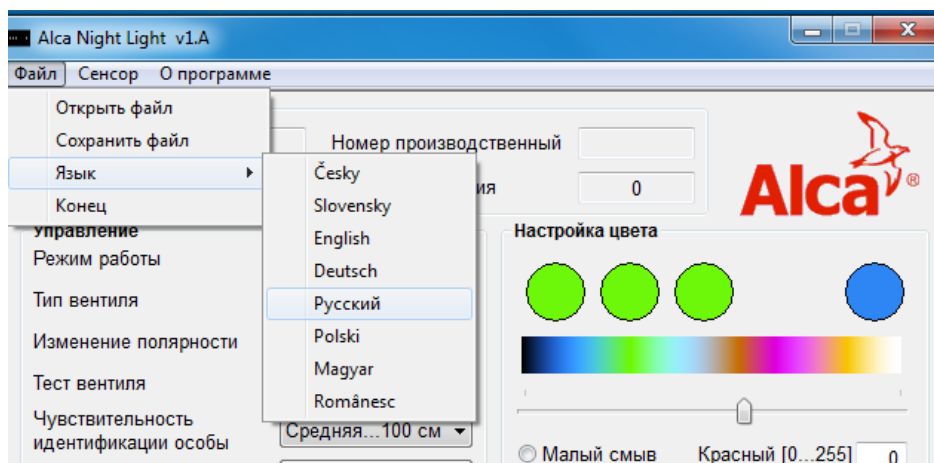 Alca Night Light v1.A
Файл Сенсор О программе
Открыть файл
Сохранить файл
Язык
Конец
Номер производственный
0
Alca®
Česky
Slovensky
English
Deutsch
Русский
Polski
Magyar
Românesc
Управление
Режим работы
Тип вентиля
Изменение полярности
Тест вентиля
Чувствительность
идентификации особы
Средняя...100 см
Настройка цвета
Малый смыв Красный [0...255] 0